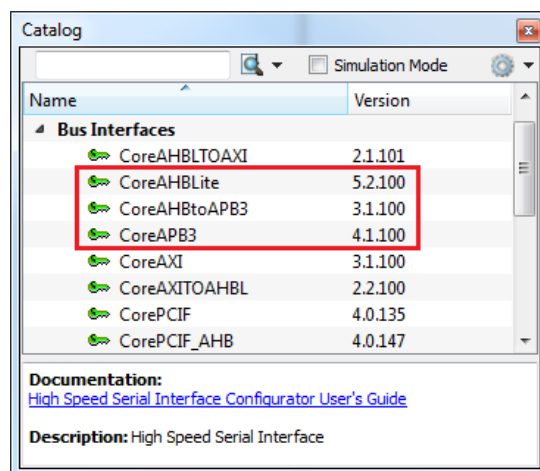 Catalog
Simulation Mode
Name Version
Bus Interfaces
CoreAHBLTOAXI 2.1.101
CoreAHBLite 5.2.100
CoreAHBtoAPB3 3.1.100
CoreAPB3 4.1.100
CoreAXI 3.1.100
CoreAXITOAHBL 2.2.100
CorePCIF 4.0.135
CorePCIF_AHB 4.0.147
Documentation:
High Speed Serial Interface Configurator User's Guide
Description: High Speed Serial Interface